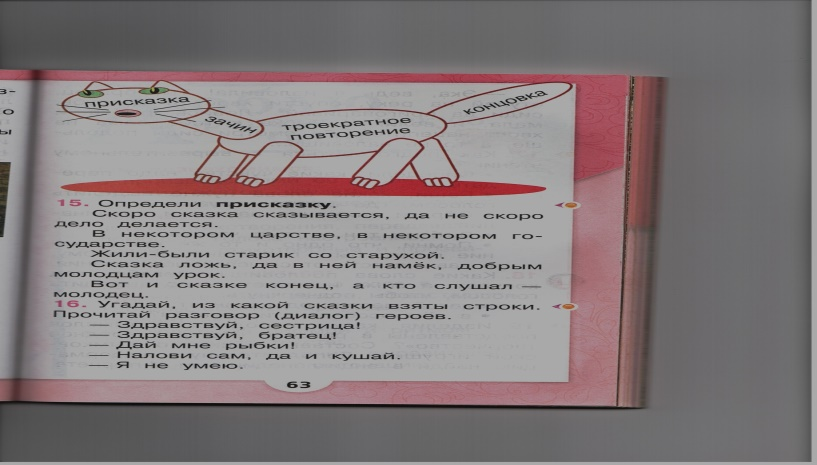 з-
о
ы
присказка
зачин
троекратное
повторение
концовка
15. Определи присказку.
Скоро сказка сказывается, да не скоро
дело делается.
В некотором царстве, в некотором го-
сударстве.
Жили-были старик со старухой.
Сказка ложь, да в ней намёк, добрым
молодцам урок.
Вот и сказке конец, а кто слушал —
молодец.
16. Угадай, из какой сказки взяты строки.
Прочитай разговор (диалог) героев.
— Здравствуй, сестрица!
— Здравствуй, братец!
— Дай мне рыбки!
— Налови сам, да и кушай.
— Я не умею.
63